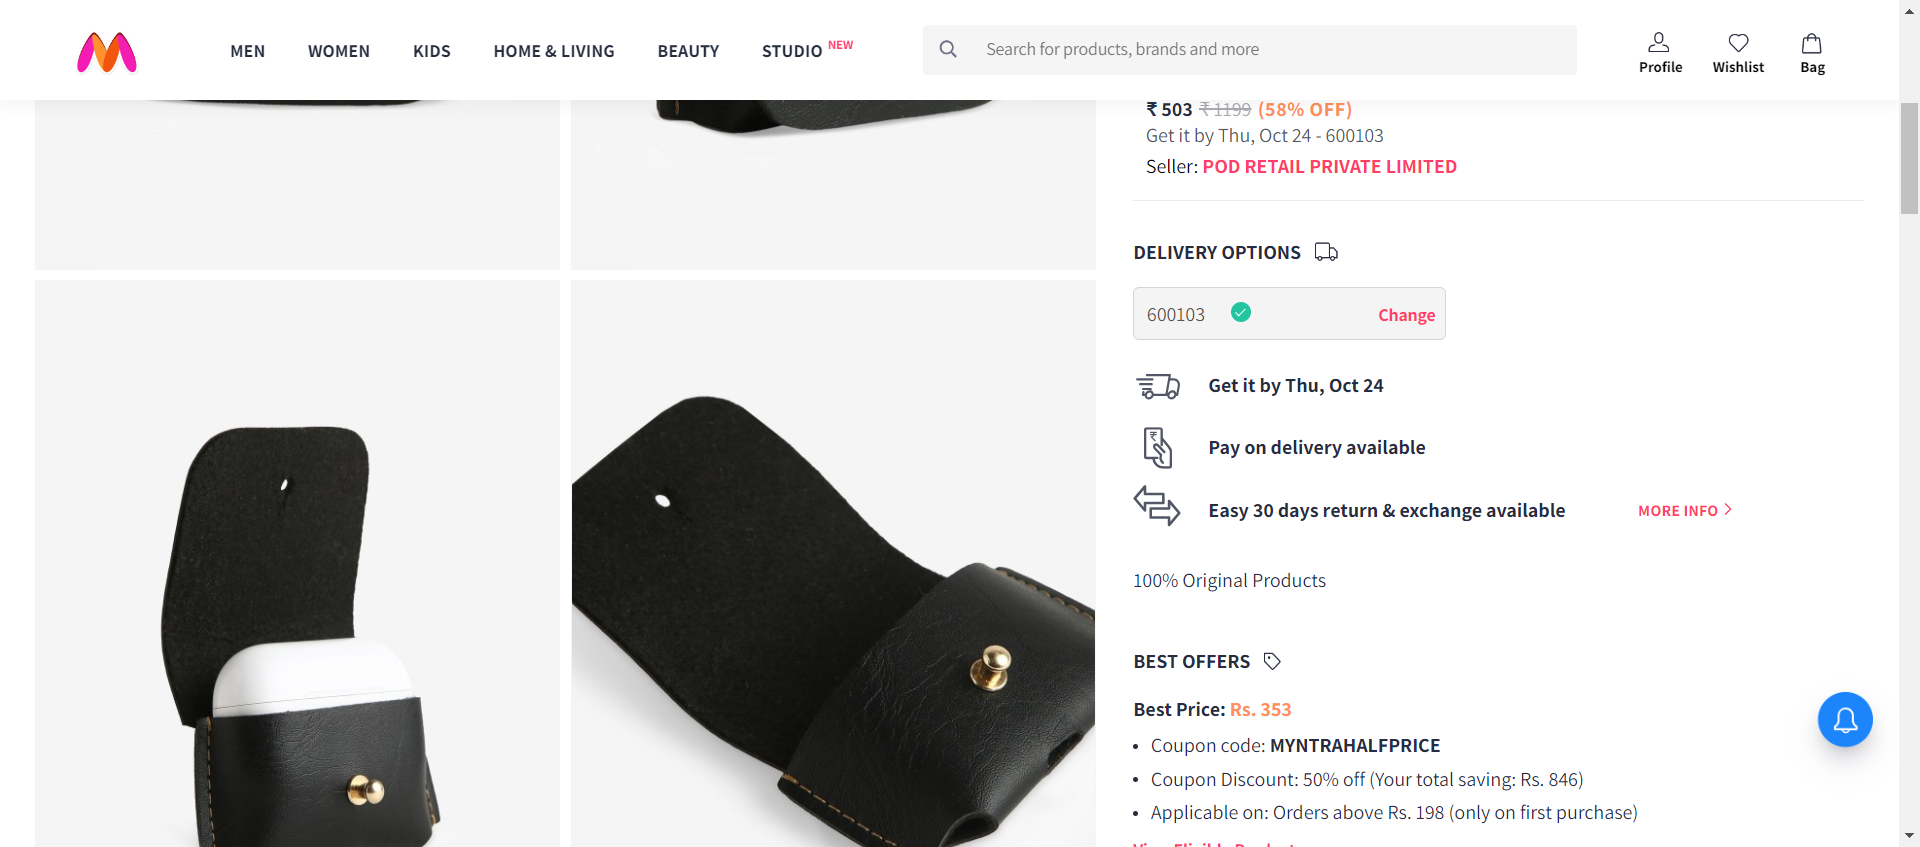 MEN WOMEN KIDS HOME & LIVING BEAUTY STUDIO NEW Search for products, brands and more
Profile Wishlist Bag
₹ 503 ₹ 1199 (58% OFF)
Get it by Thu, Oct 24 - 600103
Seller: POD RETAIL PRIVATE LIMITED
DELIVERY OPTIONS
600103 Change
Get it by Thu, Oct 24
Pay on delivery available
Easy 30 days return & exchange available MORE INFO
100% Original Products
BEST OFFERS
Best Price: Rs. 353
• Coupon code: MYNTRAHALFPRICE
• Coupon Discount: 50% off (Your total saving: Rs. 846)
• Applicable on: Orders above Rs. 198 (only on first purchase)